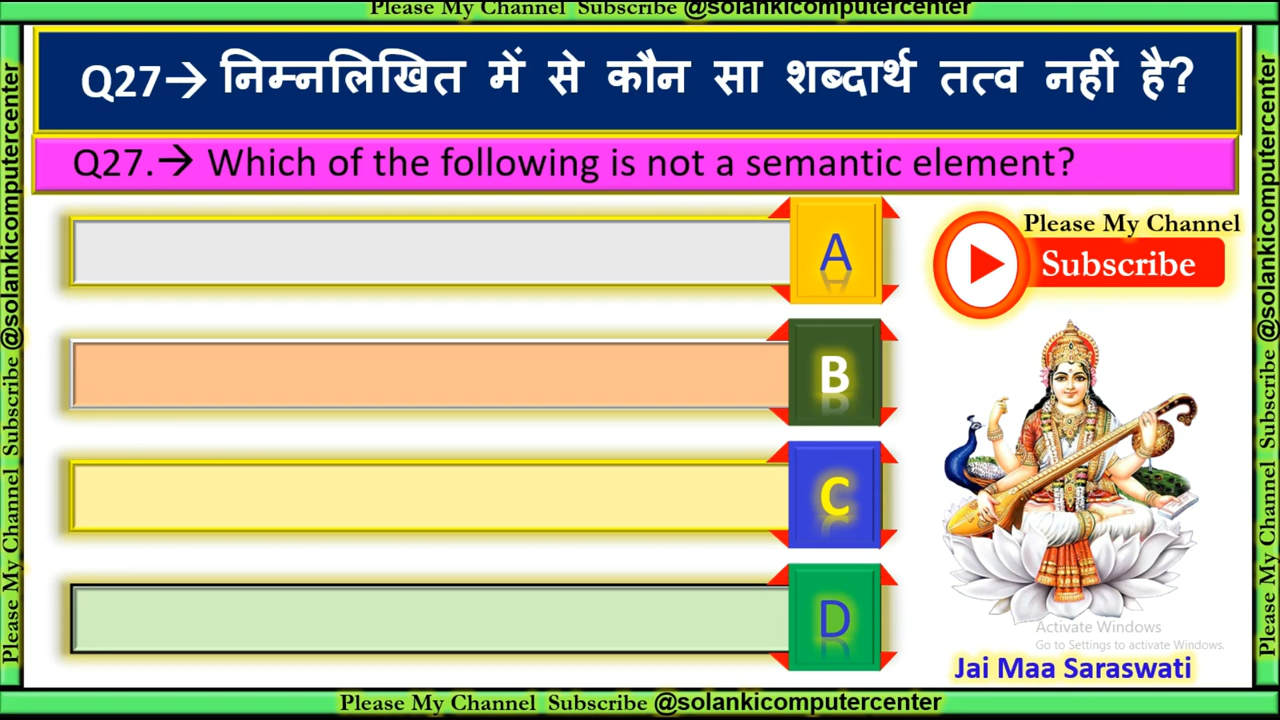 Please My Channel Subscribe @solankicomputercenter
Q27→ निम्नलिखित में से कौन सा शब्दार्थ तत्व नहीं है?
Q27.→ Which of the following is not a semantic element?
A
B
C
D
Please My Channel
Subscribe
Activate Windows
Go to Settings to activate Windows.
Jai Maa Saraswati
Please My Channel Subscribe @solankicomputercenter
Please My Channel Subscribe @solankicomputercenter
Please My Channel Subscribe @solankicomputercenter